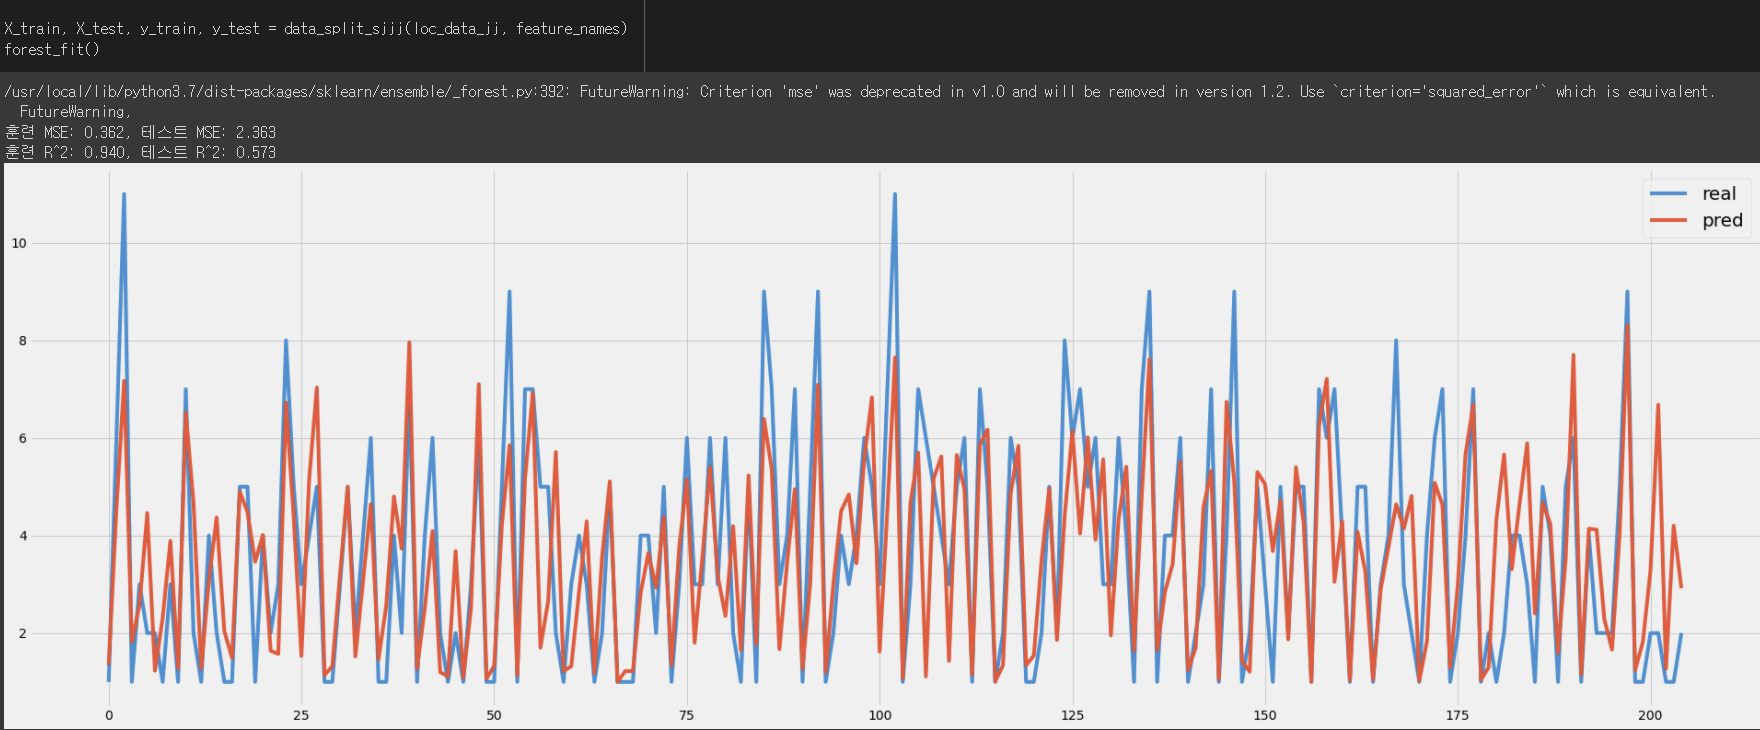 X_train, X_test, y_train, y_test = data_split_sjjj(loc_data_jj, feature_names)
forest_fit()
/usr/local/lib/python3.7/dist-packages/sklearn/ensemble/_forest.py:392: FutureWarning: Criterion 'mse' was deprecated in v1.0 and will be removed in version 1.2. Use `criterion='squared_error'` which is equivalent.
FutureWarning,
훈련 MSE: 0.362, 테스트 MSE: 2.363
훈련 R^2: 0.940, 테스트 R^2: 0.573
real
pred
10
8
6
4
2
0 25 50 75 100 125 150 175 200